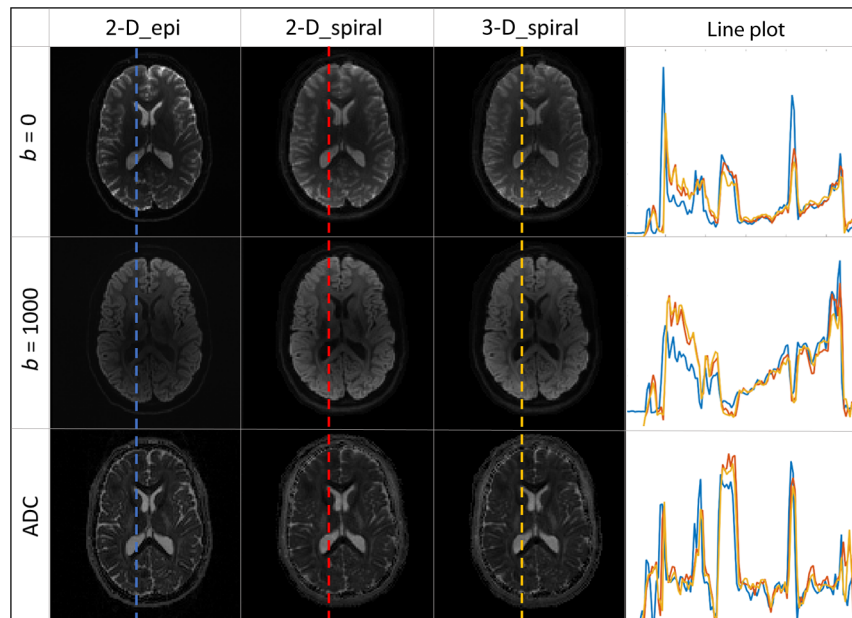 2-D_epi
2-D_spiral
3-D_spiral
Line plot
b = 0
b = 1000
ADC